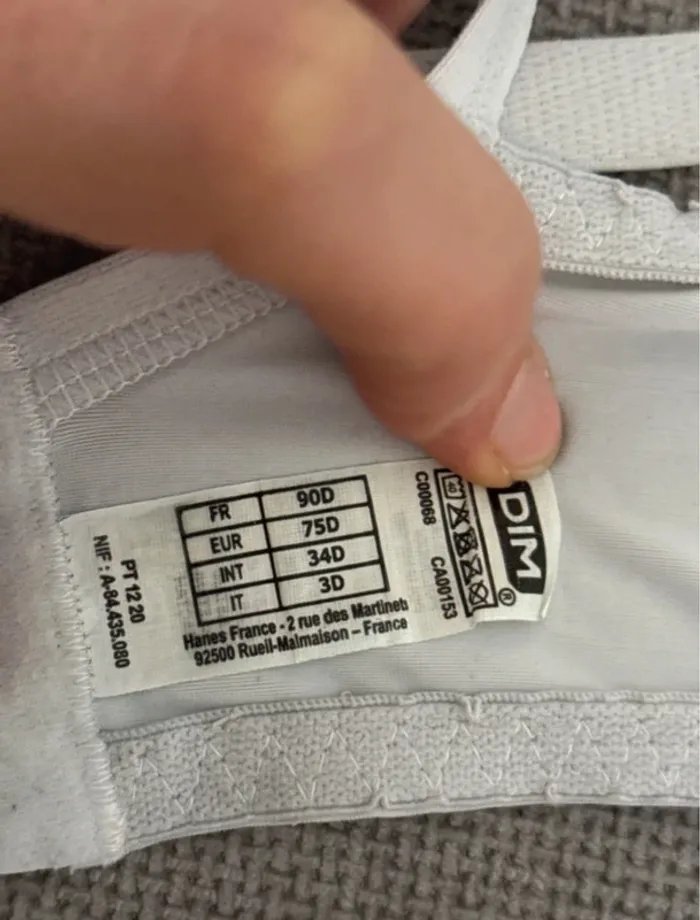 FR 90D
EUR 75D
INT 34D
IT 3D
Hanes France - 2 rue des Martinets
92500 Rueil-Malmaison – France
PT 12 20
NIF : A-84.435.080
C00068 CA00153
40
DIM®